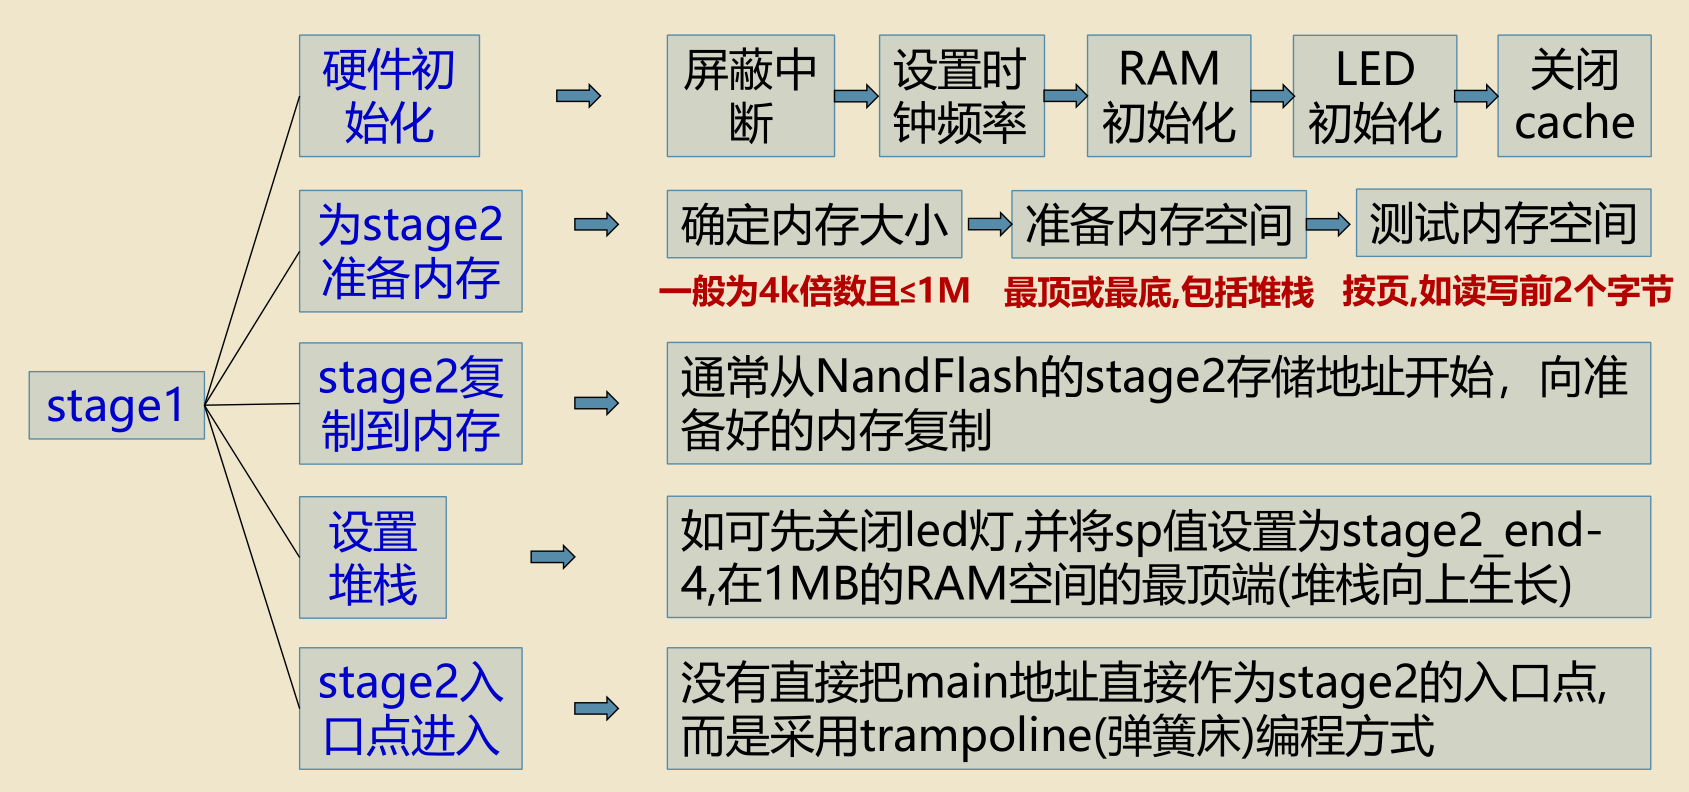 硬件初
始化
屏蔽中
断
设置时
钟频率
RAM
初始化
LED
初始化
关闭
cache
为stage2
准备内存
确定内存大小
准备内存空间
测试内存空间
一般为4k倍数且≤1M
最顶或最底,包括堆栈
按页,如读写前2个字节
stage1
stage2复
制到内存
通常从NandFlash的stage2存储地址开始，向准
备好的内存复制
设置
堆栈
如可先关闭led灯,并将sp值设置为stage2_end-
4,在1MB的RAM空间的最顶端(堆栈向上生长)
stage2入
口点进入
没有直接把main地址直接作为stage2的入口点,
而是采用trampoline(弹簧床)编程方式